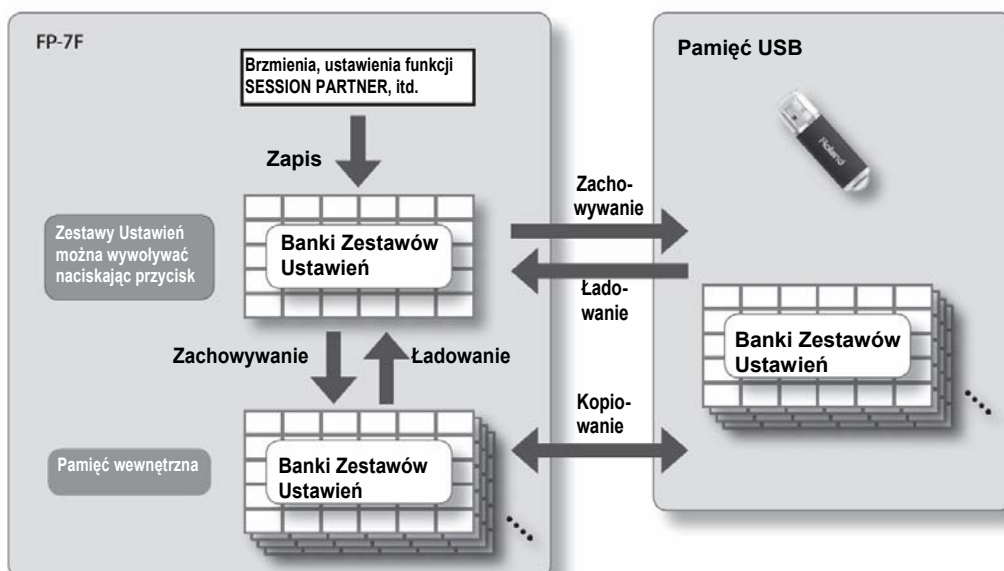 FP-7F
Brzmienia, ustawienia funkcji
SESSION PARTNER, itd.
Zapis
Zestawy Ustawień
można wywoływać
naciskając przycisk
Banki Zestawów
Ustawień
Zachowywanie
Ładowanie
Pamięć wewnętrzna
Banki Zestawów
Ustawień
Zacho-
wywanie
Łado-
wanie
Kopio-
wanie
Pamięć USB
Roland
Banki Zestawów
Ustawień